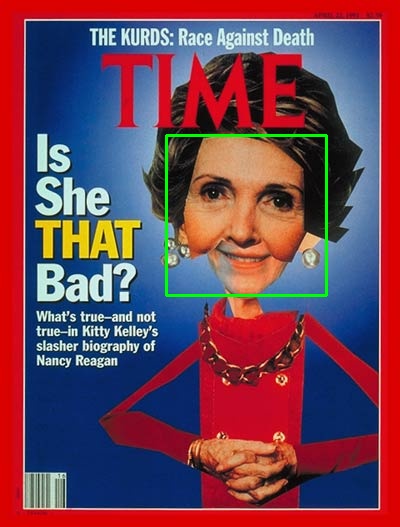 THE KURDS: Race Against Death
TIME
Is
She
THAT
Bad?
What's true–and not
true–in Kitty Kelley's
slasher biography of
Nancy Reagan